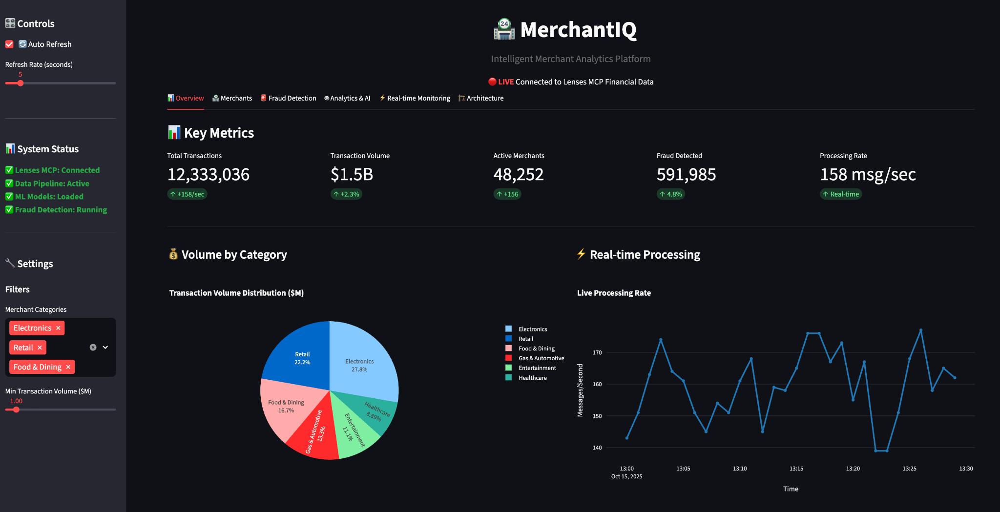 Controls
Auto Refresh
Refresh Rate (seconds)
5
System Status
Lenses MCP: Connected
Data Pipeline: Active
ML Models: Loaded
Fraud Detection: Running
Settings
Filters
Merchant Categories
Electronics ×
Retail ×
Food & Dining ×
Min Transaction Volume ($M)
1.00
24
MerchantIQ
Intelligent Merchant Analytics Platform
LIVE Connected to Lenses MCP Financial Data
Overview Merchants Fraud Detection Analytics & AI Real-time Monitoring Architecture
Key Metrics
Total Transactions
12,333,036
↑ +158/sec
Transaction Volume
$1.5B
↑ +2.3%
Active Merchants
48,252
↑ +156
Fraud Detected
591,985
↑ 4.8%
Processing Rate
158 msg/sec
↑ Real-time
Volume by Category
Transaction Volume Distribution ($M)
Retail
22.2%
Electronics
27.8%
Food & Dining
16.7%
Gas & Automotive
13.3%
Entertainment
11.1%
Healthcare
8.89%
Electronics
Retail
Food & Dining
Gas & Automotive
Entertainment
Healthcare
Real-time Processing
Live Processing Rate
Messages/Second
170
160
150
140
13:00 13:05 13:10 13:15 13:20 13:25 13:30
Oct 15, 2025
Time